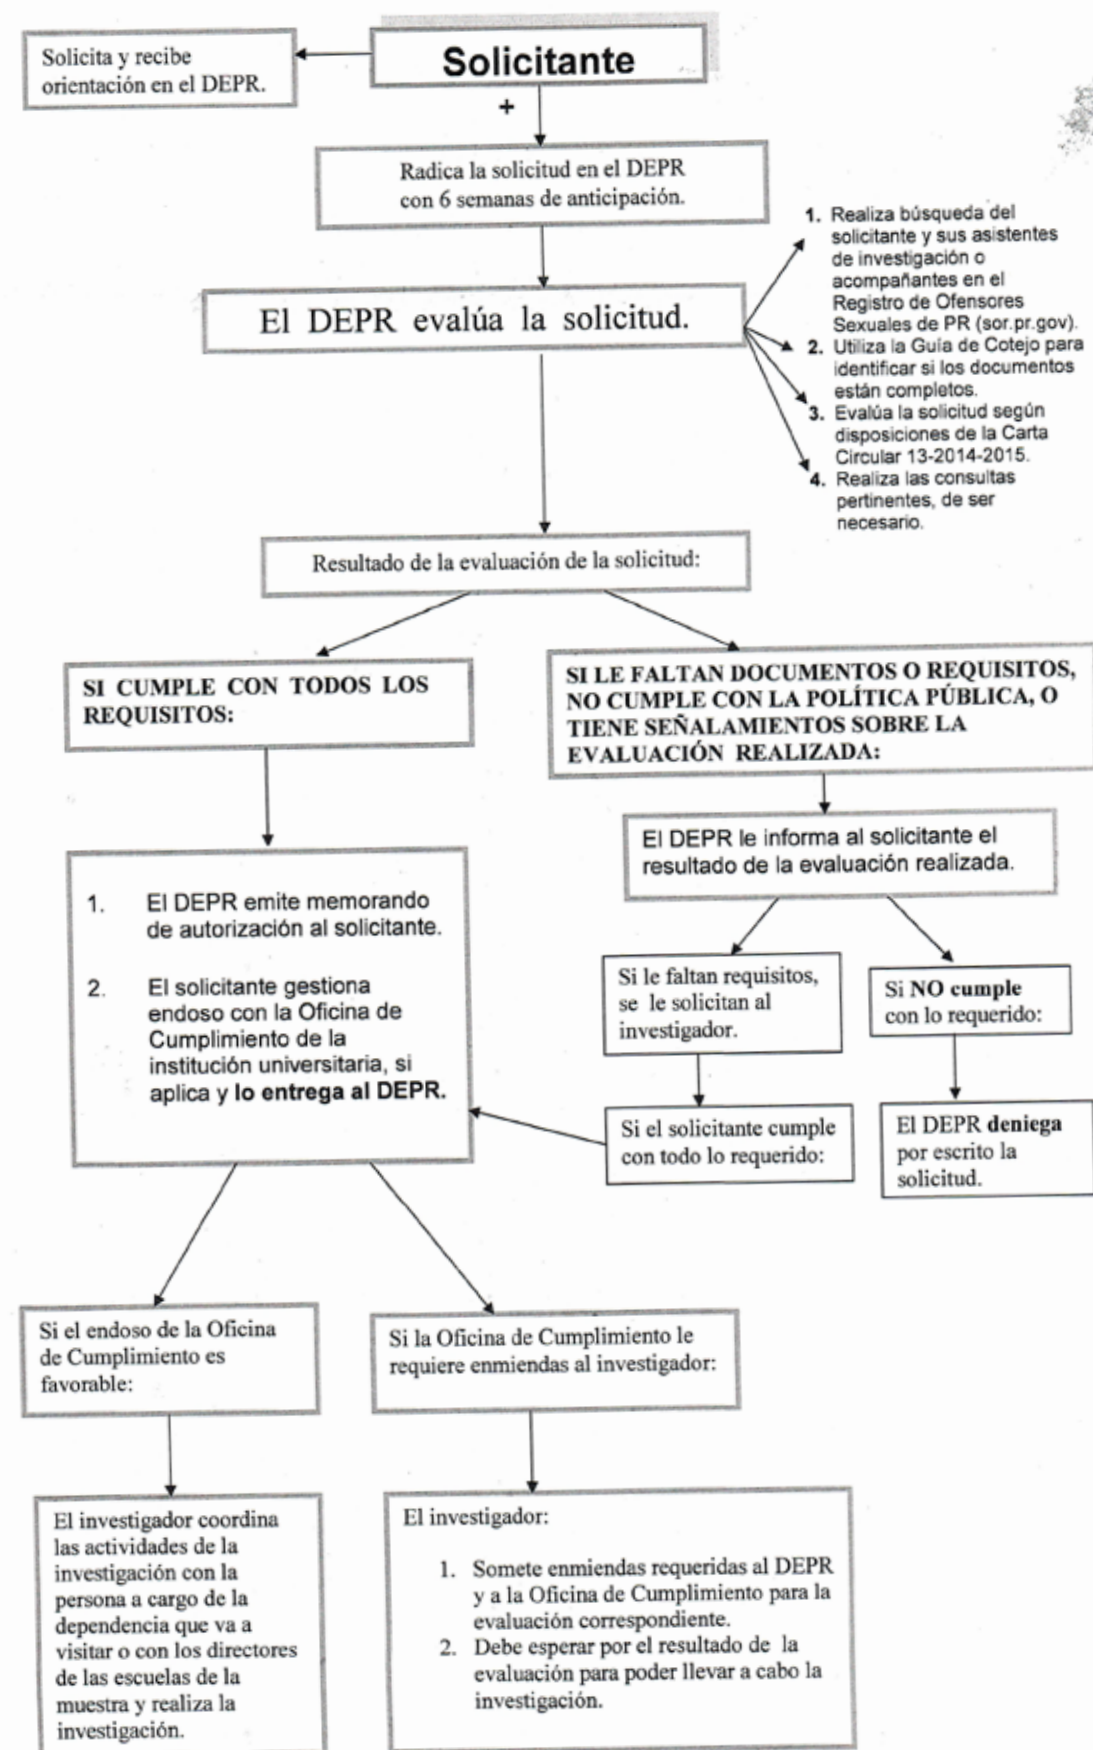 Solicita y recibe
orientación en el DEPR.
Solicitante
+
Radica la solicitud en el DEPR
con 6 semanas de anticipación.
El DEPR evalúa la solicitud.
1. Realiza búsqueda del
solicitante y sus asistentes
de investigación o
acompañantes en el
Registro de Ofensores
Sexuales de PR (sor.pr.gov).
2. Utiliza la Guía de Cotejo para
identificar si los documentos
están completos.
3. Evalúa la solicitud según
disposiciones de la Carta
Circular 13-2014-2015.
4. Realiza las consultas
pertinentes, de ser
necesario.
Resultado de la evaluación de la solicitud:
SI CUMPLE CON TODOS LOS
REQUISITOS:
SI LE FALTAN DOCUMENTOS O REQUISITOS,
NO CUMPLE CON LA POLÍTICA PÚBLICA, O
TIENE SEÑALAMIENTOS SOBRE LA
EVALUACIÓN REALIZADA:
El DEPR le informa al solicitante el
resultado de la evaluación realizada.
1. El DEPR emite memorando
de autorización al solicitante.
2. El solicitante gestiona
endoso con la Oficina de
Cumplimiento de la
institución universitaria, si
aplica y lo entrega al DEPR.
Si le faltan requisitos,
se le solicitan al
investigador.
Si NO cumple
con lo requerido:
Si el solicitante cumple
con todo lo requerido:
El DEPR deniega
por escrito la
solicitud.
Si el endoso de la Oficina
de Cumplimiento es
favorable:
Si la Oficina de Cumplimiento le
requiere enmiendas al investigador:
El investigador coordina
las actividades de la
investigación con la
persona a cargo de la
dependencia que va a
visitar o con los directores
de las escuelas de la
muestra y realiza la
investigación.
El investigador:
1. Somete enmiendas requeridas al DEPR
y a la Oficina de Cumplimiento para la
evaluación correspondiente.
2. Debe esperar por el resultado de la
evaluación para poder llevar a cabo la
investigación.